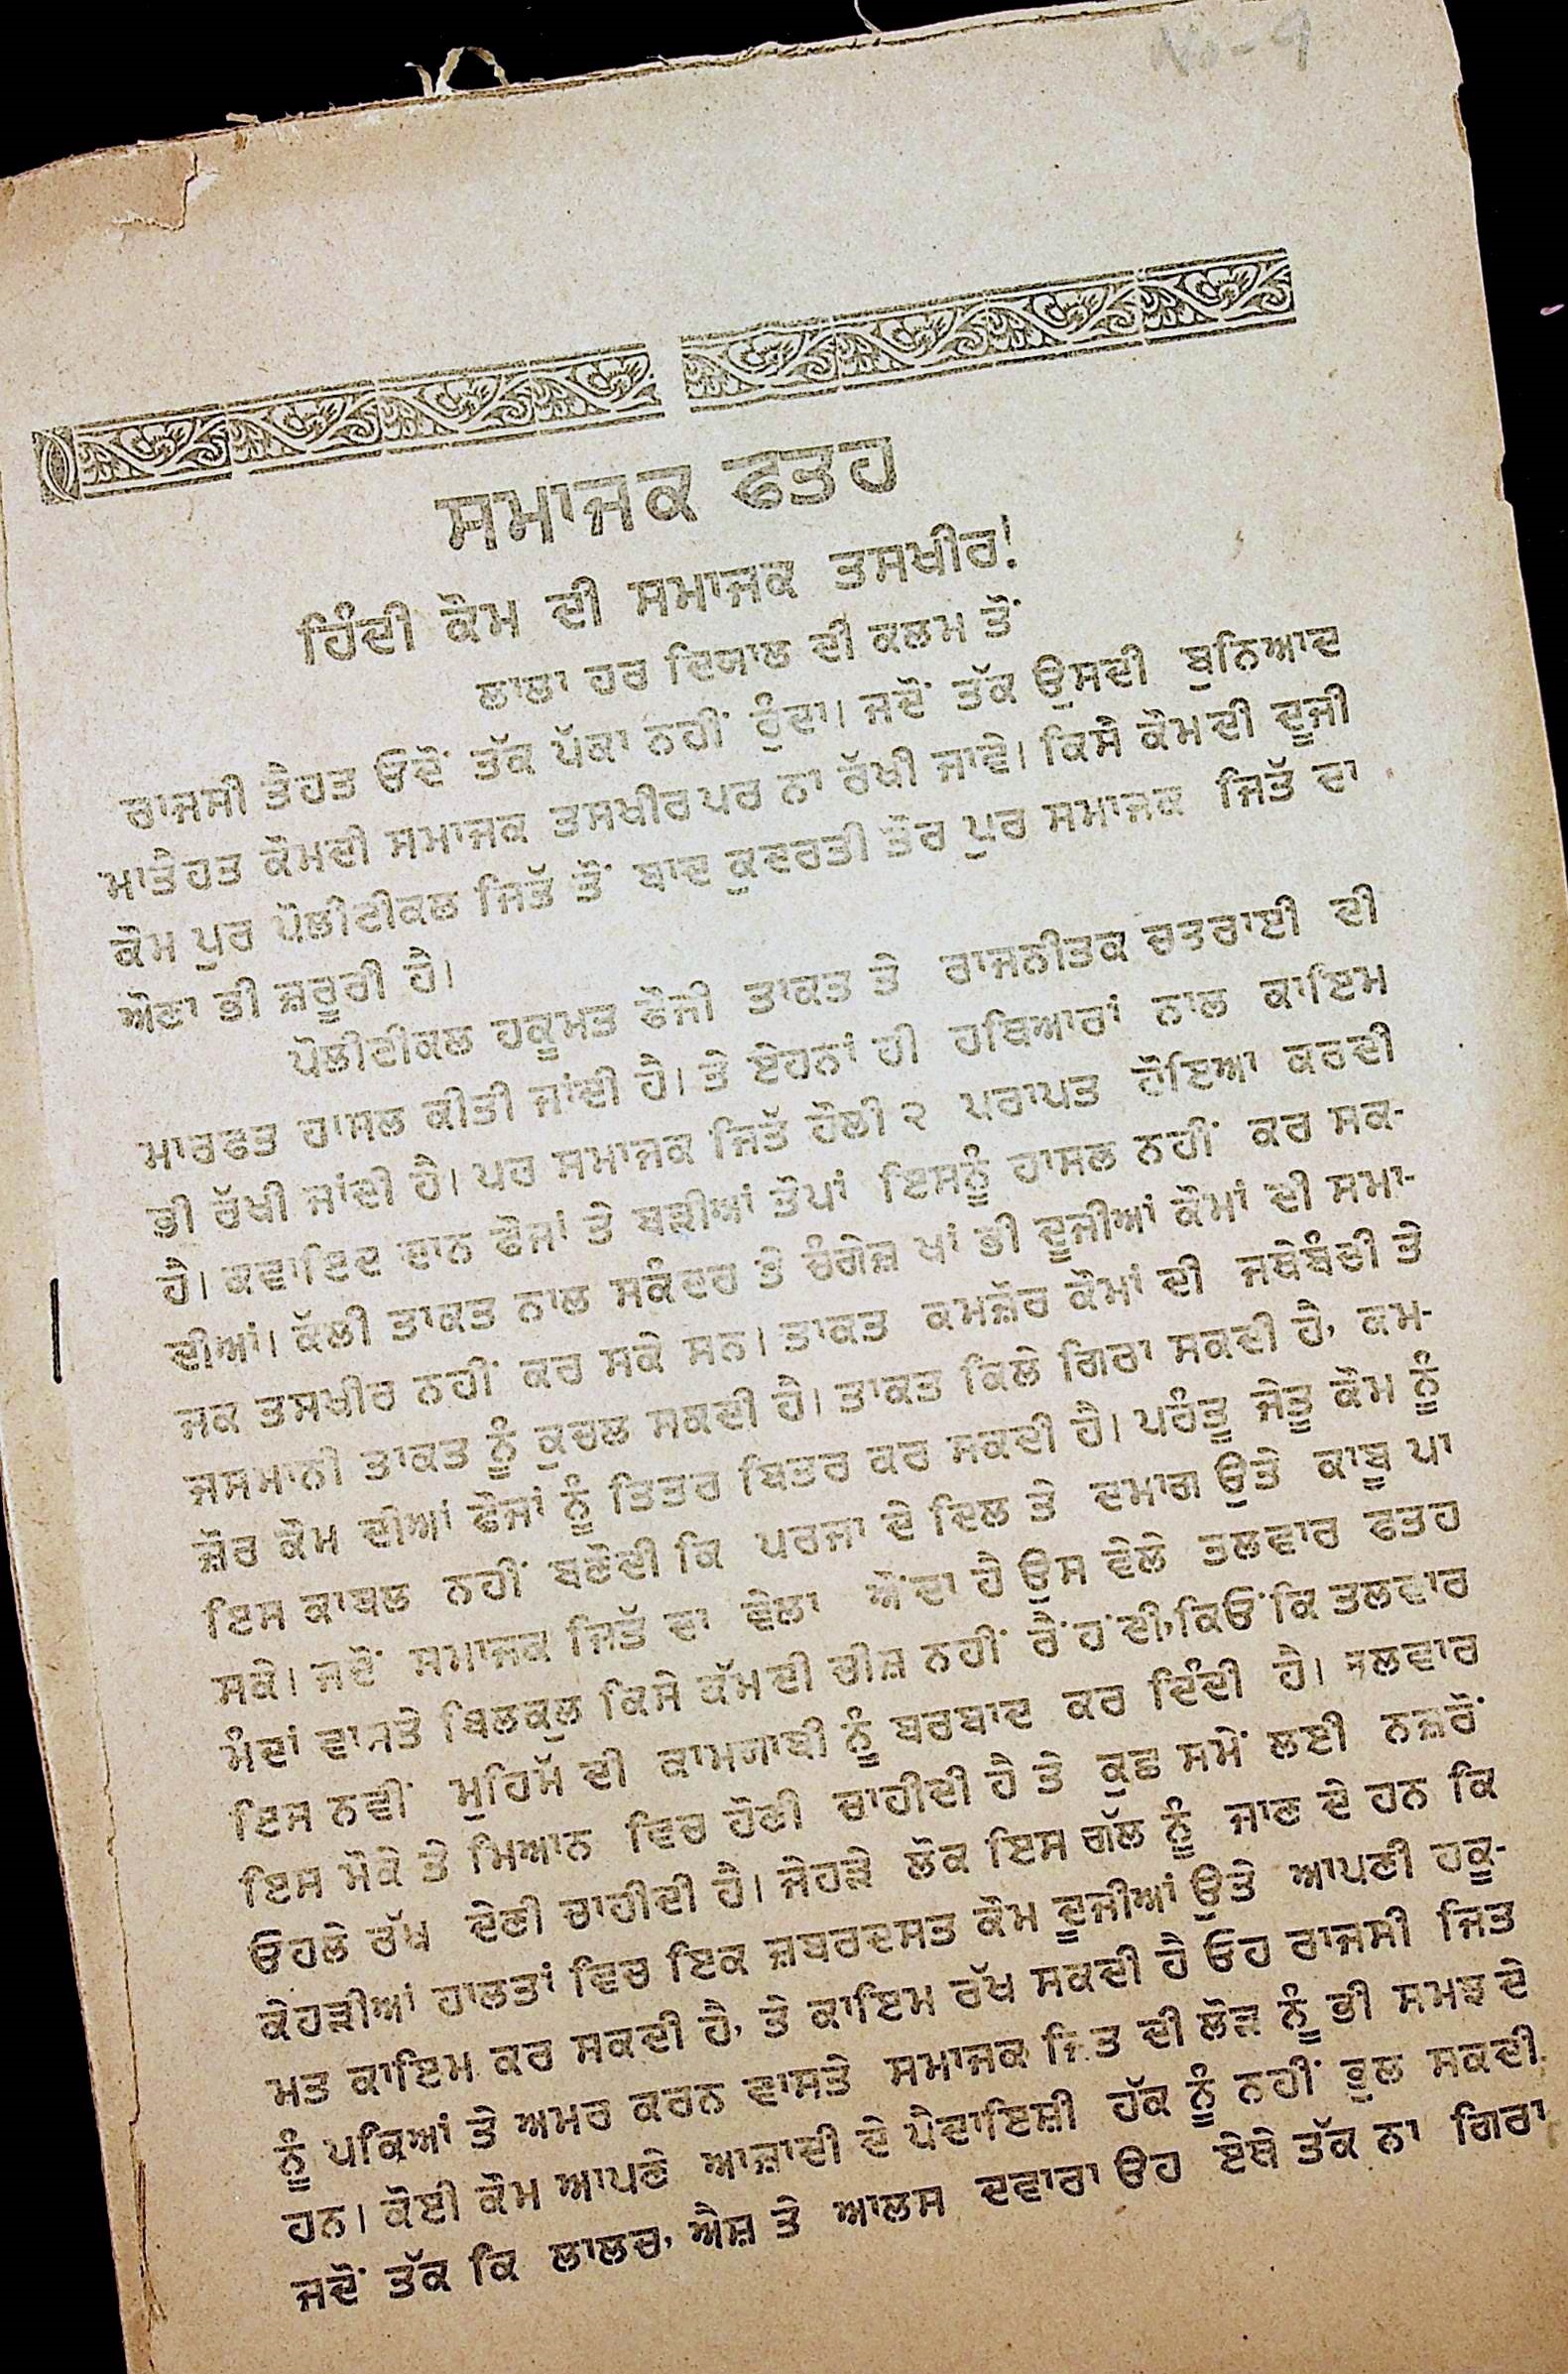 No-9
ਸਮਾਜਕ ਫਤਹ
ਹਿੰਦੀ ਕੌਮ ਦੀ ਸਮਾਜਕ ਤਸਖੀਰ!
ਲਾਲਾ ਹਰ ਦਿਯਾਲ ਦੀ ਕਲਮ ਤੋਂ
ਰਾਜਸੀ ਤੈਹਤ ਓਦੋਂ ਤੱਕ ਪੱਕਾ ਨਹੀਂ ਹੁੰਦਾ। ਜਦੋਂ ਤੱਕ ਉਸਦੀ ਬੁਨਿਆਦ
ਮਾਤੈਹਤ ਕੌਮਦੀ ਸਮਾਜਕ ਤਸਖੀਰ ਪਰ ਨਾ ਰੱਖੀ ਜਾਵੇ। ਕਿਸੇ ਕੌਮ ਦੀ ਦੂਜੀ
ਕੌਮ ਪੁਰ ਪੋਲੀਟੀਕਲ ਜਿਤੱ ਤੋਂ ਬਾਦ ਕੁਦਰਤੀ ਤੌਰ ਪੁਰ ਸਮਾਜਕ ਜਿਤੱ ਦਾ
ਔਣਾ ਭੀ ਜ਼ਰੂਰੀ ਹੈ।
ਪੋਲੀਟੀਕਲ ਹਕੂਮਤ ਫੌਜੀ ਤਾਕਤ ਤੇ ਰਾਜਨੀਤਕ ਚਤਰਾਈ ਦੀ
ਮਾਰਫਤ ਹਾਸਲ ਕੀਤੀ ਜਾਂਦੀ ਹੈ। ਤੇ ਏਹਨਾਂ ਹੀ ਹਥਿਆਰਾਂ ਨਾਲ ਕਾਇਮ
ਭੀ ਰੱਖੀ ਜਾਂਦੀ ਹੈ। ਪਰ ਸਮਾਜਕ ਜਿਤੱ ਹੌਲੀ ੨ ਪਰਾਪਤ ਹੋਇਆ ਕਰਦੀ
ਹੈ। ਕਵਾਇਦ ਦਾਨ ਫੋਜਾਂ ਤੇ ਬੜੀਆਂ ਤੋਪਾਂ ਇਸਨੂੰ ਹਾਸਲ ਨਹੀਂ ਕਰ ਸਕ-
ਦੀਆਂ। ਕੱਲੀ ਤਾਕਤ ਨਾਲ ਸਕੰਦਰ ਤੇ ਚੰਗੇਜ਼ ਖਾਂ ਭੀ ਦੂਜੀਆਂ ਕੌਮਾਂ ਦੀ ਸਮਾ-
ਜਕ ਤਸਖੀਰ ਨਹੀਂ ਕਰ ਸਕੇ ਸਨ। ਤਾਕਤ ਕਮਜ਼ੋਰ ਕੌਮਾਂ ਦੀ ਜਥੇਬੰਦੀ ਤੇ
ਜਸਮਾਨੀ ਤਾਕਤ ਨੂੰ ਕੁਚਲ ਸਕਦੀ ਹੈ। ਤਾਕਤ ਕਿਲੇ ਗਿਰਾ ਸਕਦੀ ਹੈ, ਕਮ-
ਜ਼ੋਰ ਕੌਮ ਦੀਆਂ ਫੌਜਾਂ ਨੂੰ ਤਿਤਰ ਬਿਤਰ ਕਰ ਸਕਦੀ ਹੈ। ਪਰੰਤੂ ਜੇਤੂ ਕੌਮ ਨੂੰ
ਇਸ ਕਾਬਲ ਨਹੀਂ ਬਣੌਦੀ ਕਿ ਪਰਜਾ ਦੇ ਦਿਲ ਤੇ ਦਮਾਗ ਉਤੇ ਕਾਬੂ ਪਾ
ਸਕੇ। ਜਦੋਂ ਸਮਾਜਕ ਜਿਤੱ ਦਾ ਵੇਲਾ ਔਂਦਾ ਹੈ ਉਸ ਵੇਲੇ ਤਲਵਾਰ ਫਤਹ
ਮੰਦਾਂ ਵਾਸਤੇ ਬਿਲਕੁਲ ਕਿਸੇ ਕੱਮਦੀ ਚੀਜ਼ ਨਹੀਂ ਰੈਂਹਦੀ,ਕਿਓਂਕਿ ਤਲਵਾਰ
ਇਸ ਨਵੀਂ ਮੁਹਿਮੱ ਦੀ ਕਾਮਯਾਬੀ ਨੂੰ ਬਰਬਾਦ ਕਰ ਦਿੰਦੀ ਹੈ। ਤਲਵਾਰ
ਇਸ ਮੌਕੇ ਤੇ ਮਿਆਨ ਵਿਚ ਹੋਣੀ ਚਾਹੀਦੀ ਹੈ ਤੇ ਕੁਛ ਸਮੇਂ ਲਈ ਨਜ਼ਰੋਂ
ਓਹਲੇ ਰੱਖ ਦੇਣੀ ਚਾਹੀਦੀ ਹੈ। ਜੇਹੜੇ ਲੋਕ ਇਸ ਗੱਲ ਨੂੰ ਜਾਣ ਦੇ ਹਨ ਕਿ
ਕੇਹੜੀਆਂ ਹਾਲਤਾਂ ਵਿਚ ਇਕ ਜ਼ਬਰਦਸਤ ਕੌਮ ਦੂਜੀਆਂ ਉਤੇ ਆਪਣੀ ਹਕੂ-
ਮਤ ਕਾਇਮ ਕਰ ਸਕਦੀ ਹੈ, ਤੇ ਕਾਇਮ ਰੱਖ ਸਕਦੀ ਹੈ ਓਹ ਰਾਜਸੀ ਜਿਤ
ਨੂੰ ਪਕਿਆਂ ਤੇ ਅਮਰ ਕਰਨ ਵਾਸਤੇ ਸਮਾਜਕ ਜਿਤ ਦੀ ਲੋੜ ਨੂੰ ਭੀ ਸਮਝ ਦੇ
ਹਨ। ਕੋਈ ਕੌਮ ਆਪਣੇ ਆਜ਼ਾਦੀ ਦੇ ਪੈਦਾਇਸ਼ੀ ਹੱਕ ਨੂੰ ਨਹੀਂ ਭੁਲ ਸਕਦੀ
ਜਦੋਂ ਤੱਕ ਕਿ ਲਾਲਚ, ਐਸ਼ ਤੇ ਆਲਸ ਦਵਾਰਾ ਓਹ ਏਥੇ ਤੱਕ ਨਾ ਗਿਰਾ